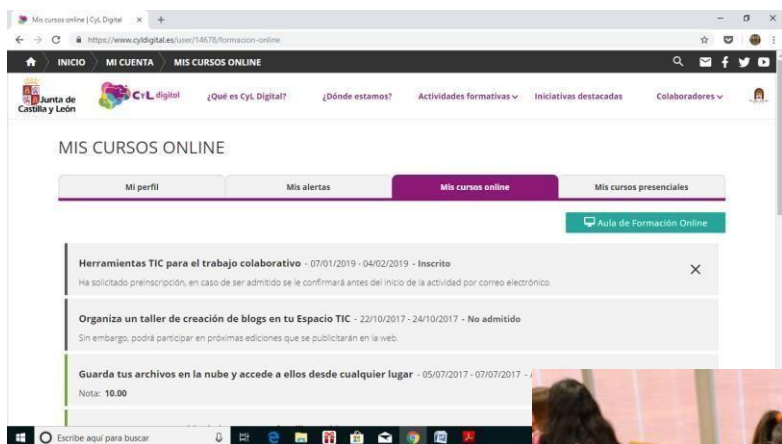 Mis cursos online | CyL Digital
https://www.cyldigital.es/user/14678/formacion-online
INICIO MI CUENTA MIS CURSOS ONLINE
Junta de
Castilla y León
CYL digital
¿Qué es CyL Digital?
¿Dónde estamos?
Actividades formativas
Iniciativas destacadas
Colaboradores
MIS CURSOS ONLINE
Mi perfil
Mis alertas
Mis cursos online
Mis cursos presenciales
Aula de Formación Online
Herramientas TIC para el trabajo colaborativo - 07/01/2019 - 04/02/2019 - Inscrito
Ha solicitado preinscripción, en caso de ser admitido se le confirmará antes del inicio de la actividad por correo electrónico.
Organiza un taller de creación de blogs en tu Espacio TIC - 22/10/2017 - 24/10/2017 - No admitido
Sin embargo, podrá participar en próximas ediciones que se publicitarán en la web.
Guarda tus archivos en la nube y accede a ellos desde cualquier lugar - 05/07/2017 - 07/07/2017 -
Nota: 10.00
Escribe aquí para buscar